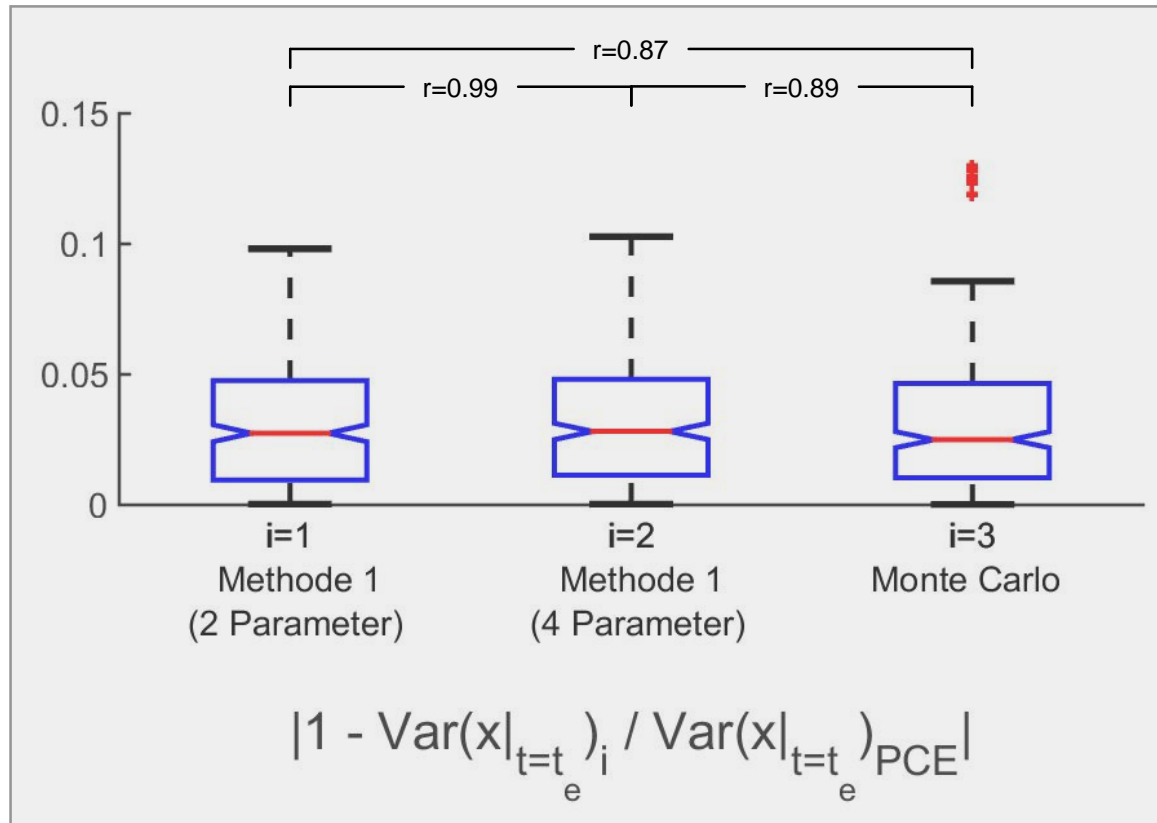 r=0.87
r=0.99 r=0.89
0.15
0.1
0.05
0
i=1 i=2 i=3
Methode 1 Methode 1 Monte Carlo
(2 Parameter) (4 Parameter)
|1 - Var(x|t=te)i / Var(x|t=te)PCE|